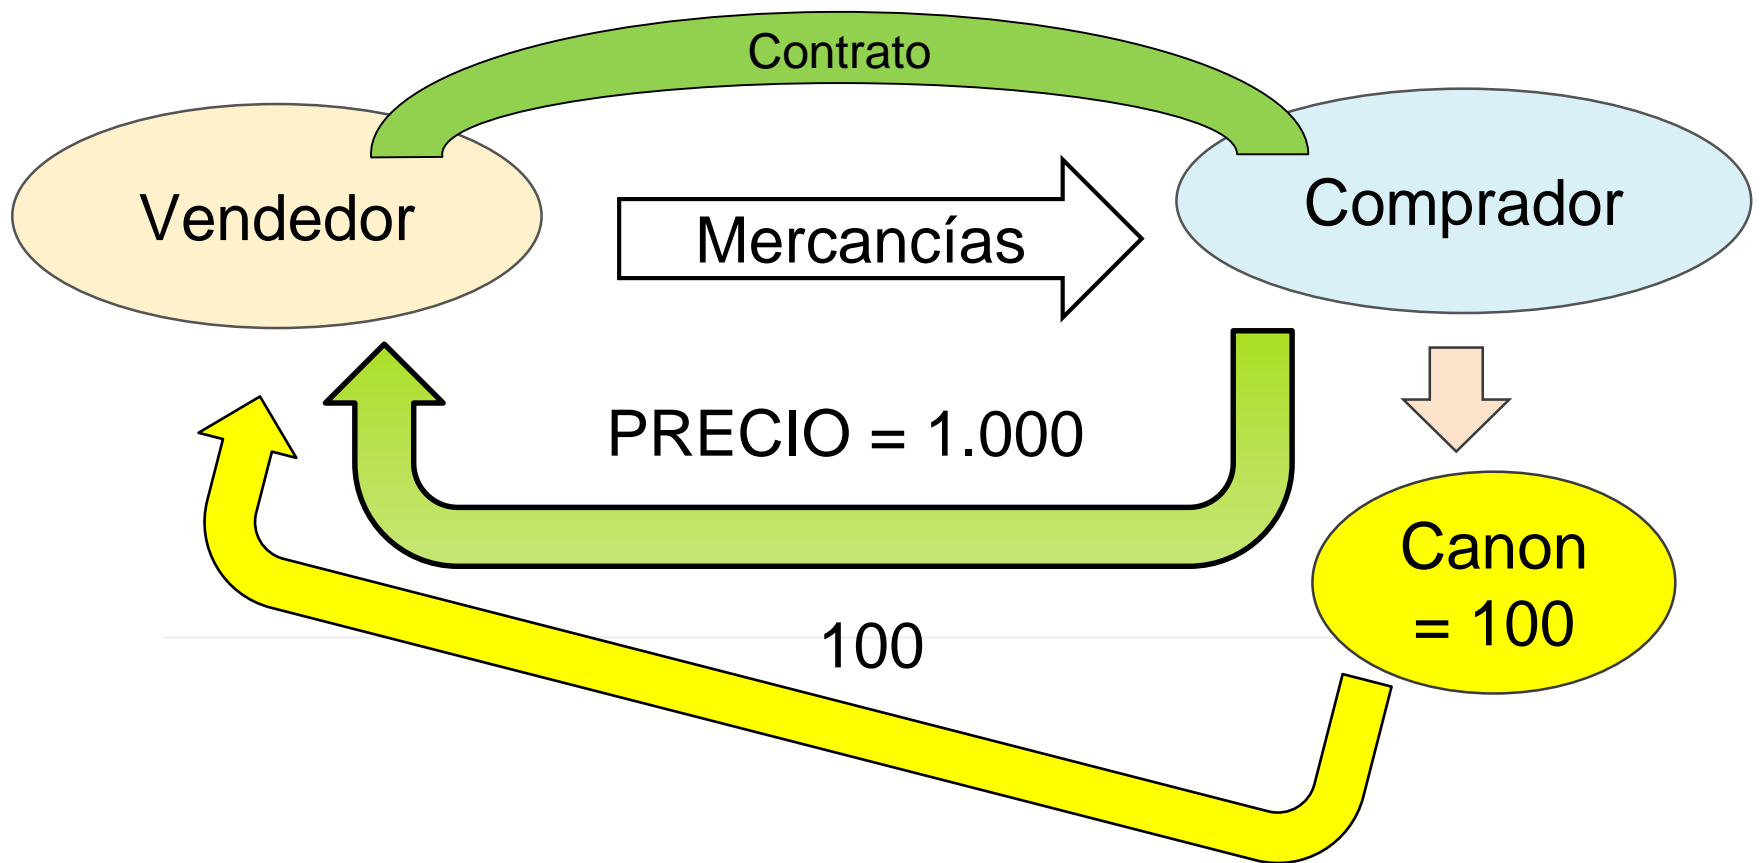 Contrato
Vendedor
Comprador
Mercancías
PRECIO = 1.000
Canon
= 100
100